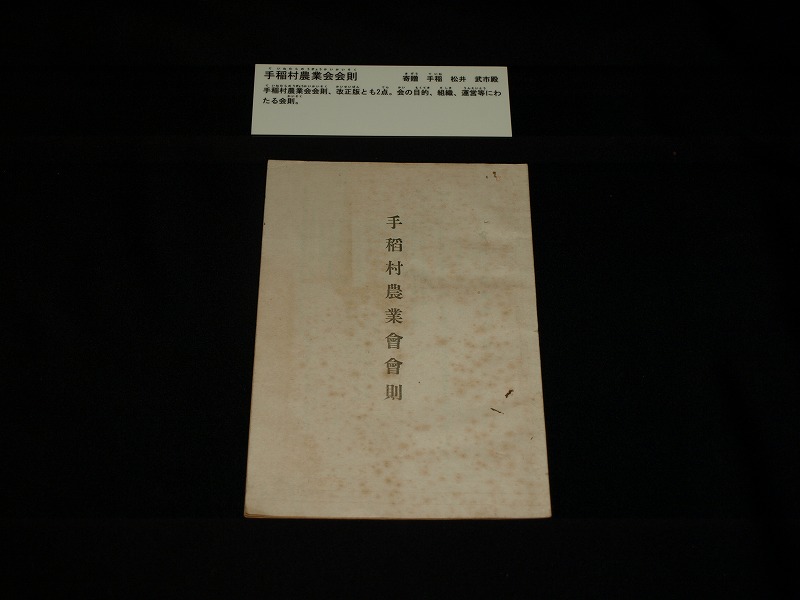 手稲村農業会会則　　　寄贈　手稲　松井　武市殿
手稲村農業会会則、改正版とも2点。会の目的、組織、運営等にわ
たる会則。
手稻村農業會會則